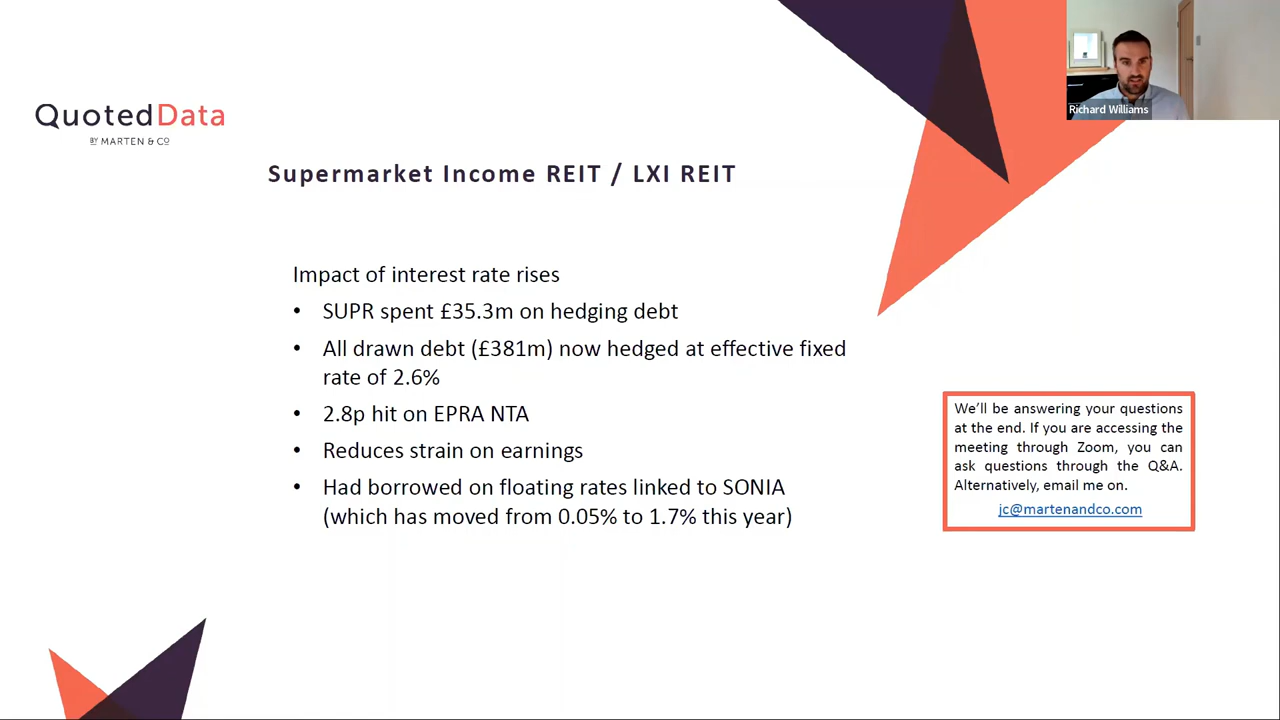 QuotedData
BY MARTEN & CO
Richard Williams
Supermarket Income REIT / LXI REIT
Impact of interest rate rises
• SUPR spent £35.3m on hedging debt
• All drawn debt (£381m) now hedged at effective fixed
rate of 2.6%
• 2.8p hit on EPRA NTA
• Reduces strain on earnings
• Had borrowed on floating rates linked to SONIA
(which has moved from 0.05% to 1.7% this year)
We’ll be answering your questions
at the end. If you are accessing the
meeting through Zoom, you can
ask questions through the Q&A.
Alternatively, email me on.
jc@martenandco.com